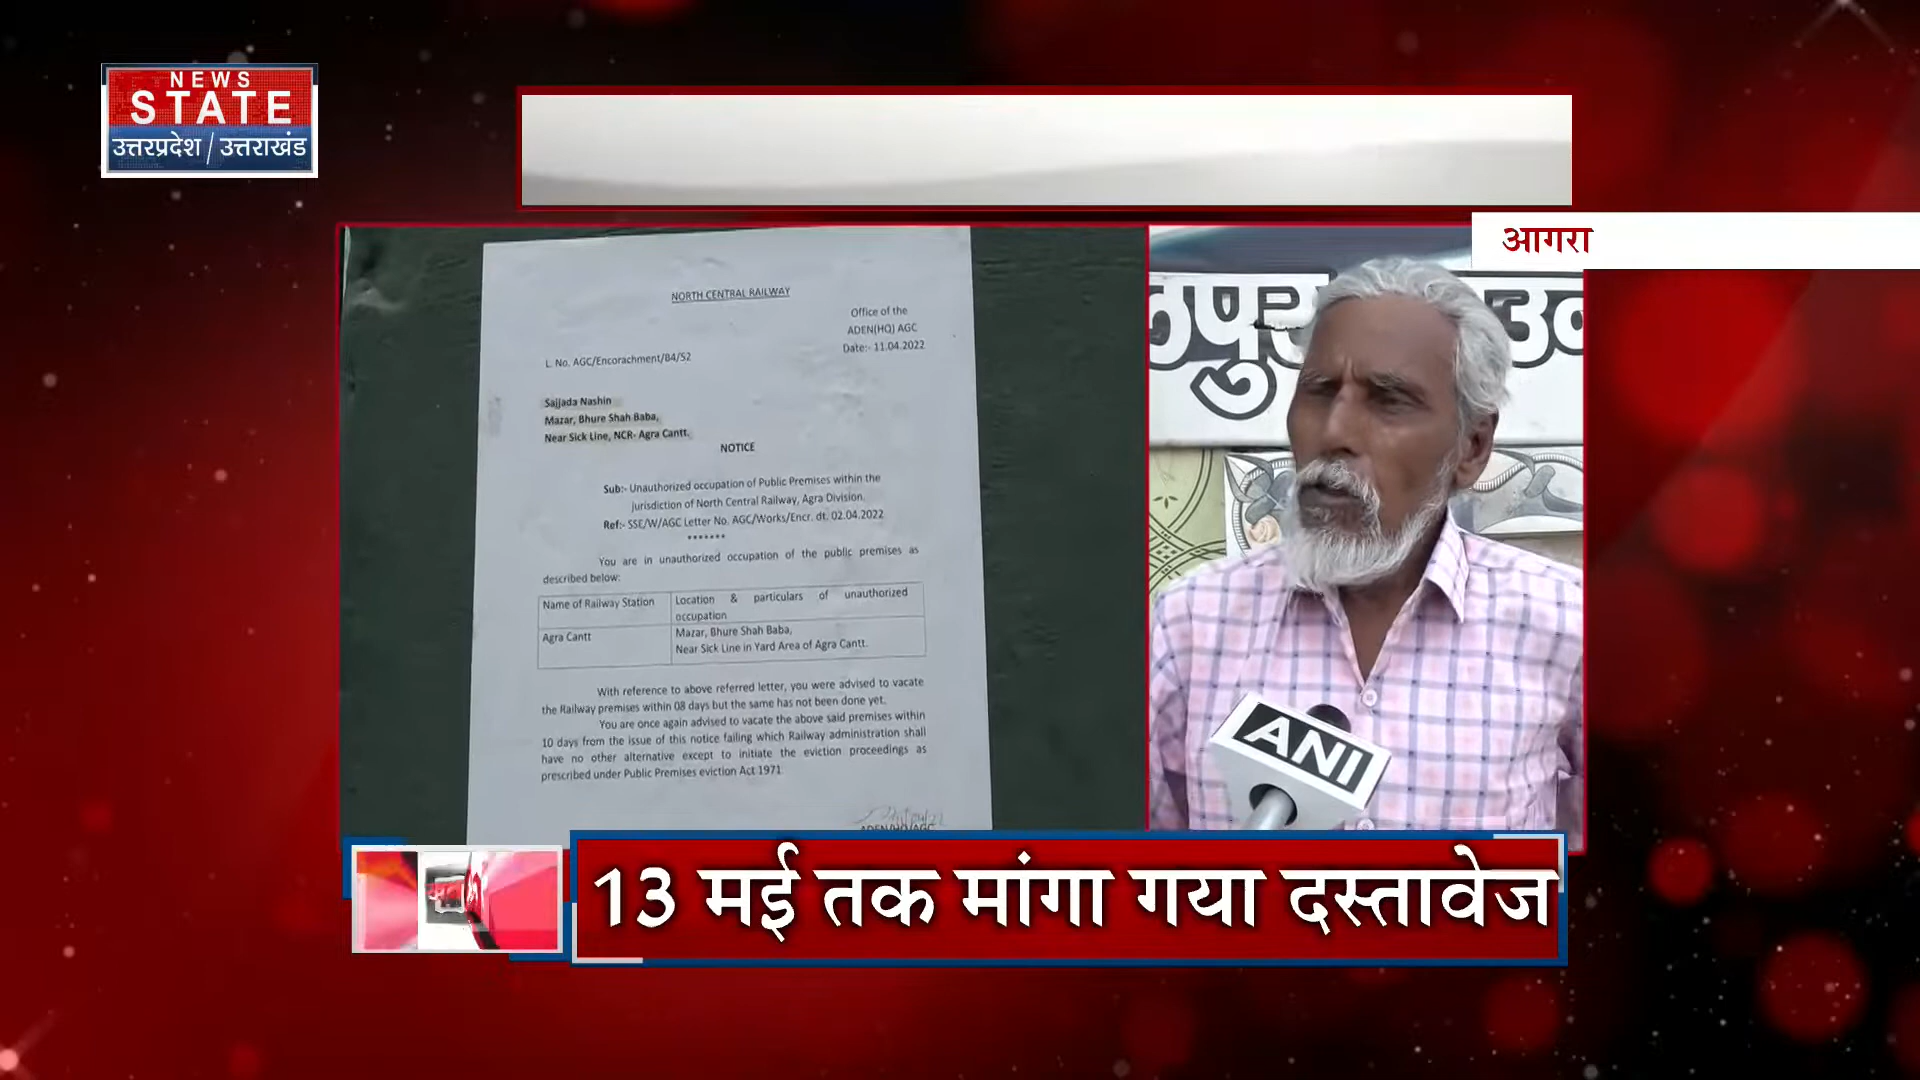 NEWS
STATE
उत्तरप्रदेश / उत्तराखंड
आगरा
NORTH CENTRAL RAILWAY
Office of the
ADEN(HQ) AGC
Date:- 11.04.2022
L. No. AGC/Encorachment/B4/52
Sajjada Nashin
Mazar, Bhure Shah Baba,
Near Sick Line, NCR- Agra Cantt.
NOTICE
Sub:- Unauthorized occupation of Public Premises within the
jurisdiction of North Central Railway, Agra Division.
Ref:- SSE/W/AGC Letter No. AGC/Works/Encr. dt. 02.04.2022
*******
You are in unauthorized occupation of the public premises as
described below:
Name of Railway Station
Location & particulars of unauthorized
occupation
Agra Cantt
Mazar, Bhure Shah Baba,
Near Sick Line in Yard Area of Agra Cantt.
With reference to above referred letter, you were advised to vacate
the Railway premises within 08 days but the same has not been done yet.
You are once again advised to vacate the above said premises within
10 days from the issue of this notice failing which Railway administration shall
have no other alternative except to initiate the eviction proceedings as
prescribed under Public Premises eviction Act 1971
ADEN/HQ/AGC
ANI
13 मई तक मांगा गया दस्तावेज